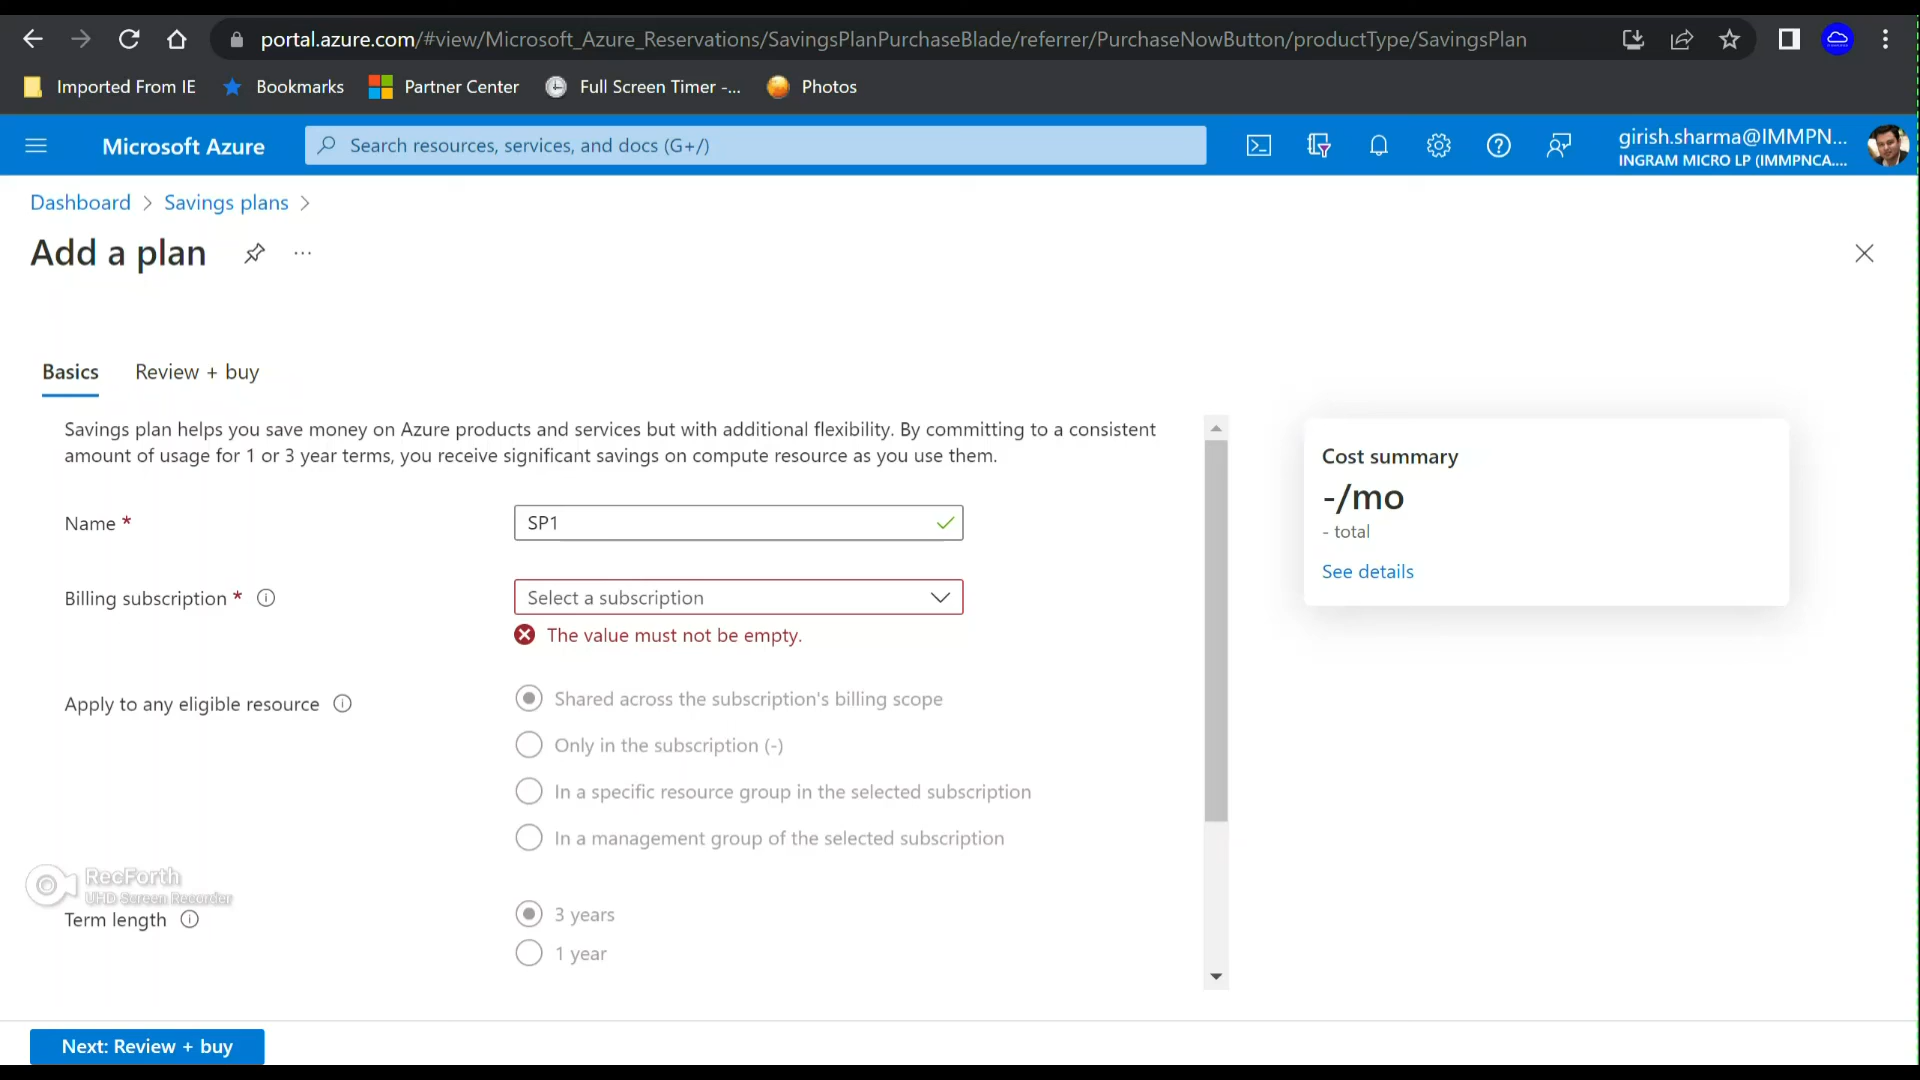 portal.azure.com/#view/Microsoft_Azure_Reservations/SavingsPlanPurchaseBlade/referrer/PurchaseNowButton/productType/SavingsPlan
Imported From IE Bookmarks Partner Center Full Screen Timer -... Photos
Microsoft Azure Search resources, services, and docs (G+/) girish.sharma@IMMPN...
INGRAM MICRO LP (IMMPNCA....
Dashboard > Savings plans >
Add a plan ...
Basics Review + buy
Savings plan helps you save money on Azure products and services but with additional flexibility. By committing to a consistent
amount of usage for 1 or 3 year terms, you receive significant savings on compute resource as you use them.
Name * SP1
Billing subscription * Select a subscription
The value must not be empty.
Apply to any eligible resource Shared across the subscription's billing scope
Only in the subscription (-)
In a specific resource group in the selected subscription
In a management group of the selected subscription
RecForth
UHD Screen Recorder
Term length 3 years
1 year
Cost summary
-/mo
- total
See details
Next: Review + buy